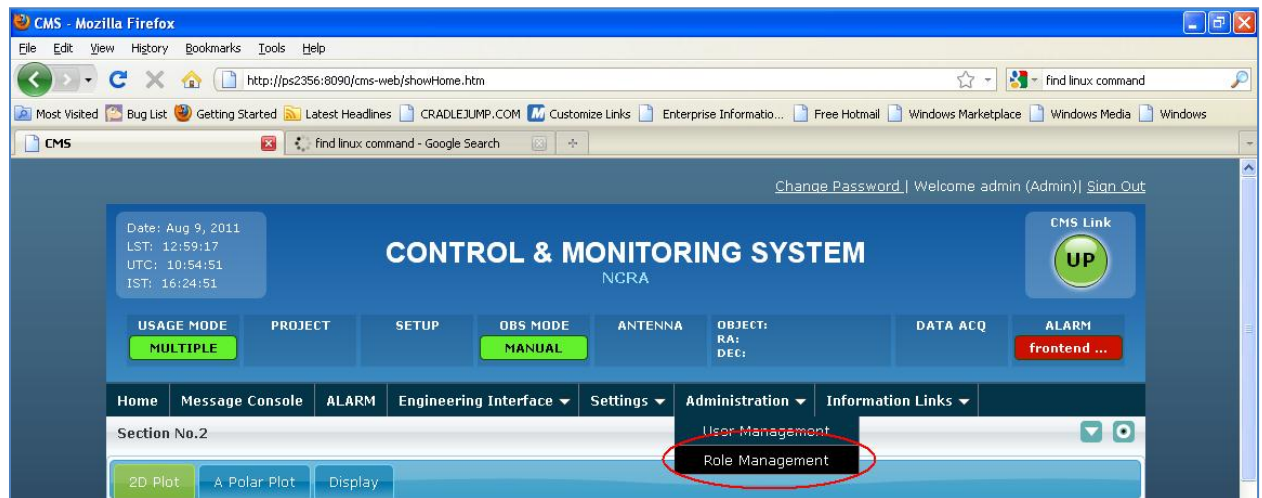 CMS - Mozilla Firefox
File Edit View History Bookmarks Tools Help
http://ps2356:8090/cms-web/showHome.htm find linux command
Most Visited Bug List Getting Started Latest Headlines CRADLEJUMP.COM Customize Links Enterprise Informatio... Free Hotmail Windows Marketplace Windows Media Windows
CMS find linux command - Google Search
Change Password | Welcome admin (Admin)| Sign Out
Date: Aug 9, 2011
LST: 12:59:17
UTC: 10:54:51
IST: 16:24:51
CONTROL & MONITORING SYSTEM
NCRA
CMS Link
UP
USAGE MODE PROJECT SETUP OBS MODE ANTENNA OBJECT: DATA ACQ ALARM
MULTIPLE MANUAL RA: frontend ...
DEC:
Home Message Console ALARM Engineering Interface Settings Administration Information Links
Section No.2 User Management
Role Management
2D Plot A Polar Plot Display